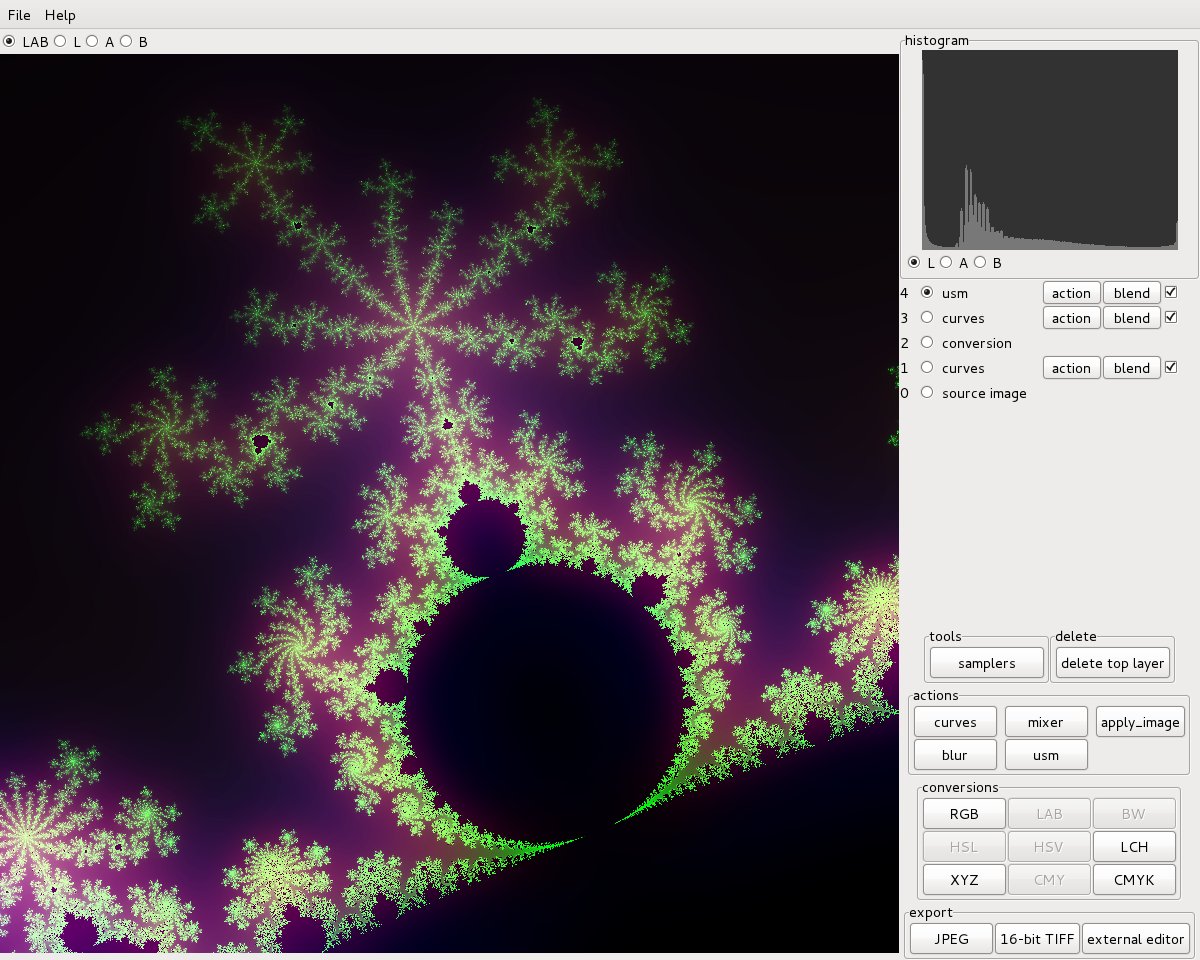 File Help
LAB L A B
histogram
L A B
4 usm action blend
3 curves action blend
2 conversion
1 curves action blend
0 source image
tools delete
samplers delete top layer
actions
curves mixer apply_image
blur usm
conversions
RGB LAB BW
HSL HSV LCH
XYZ CMY CMYK
export
JPEG 16-bit TIFF external editor